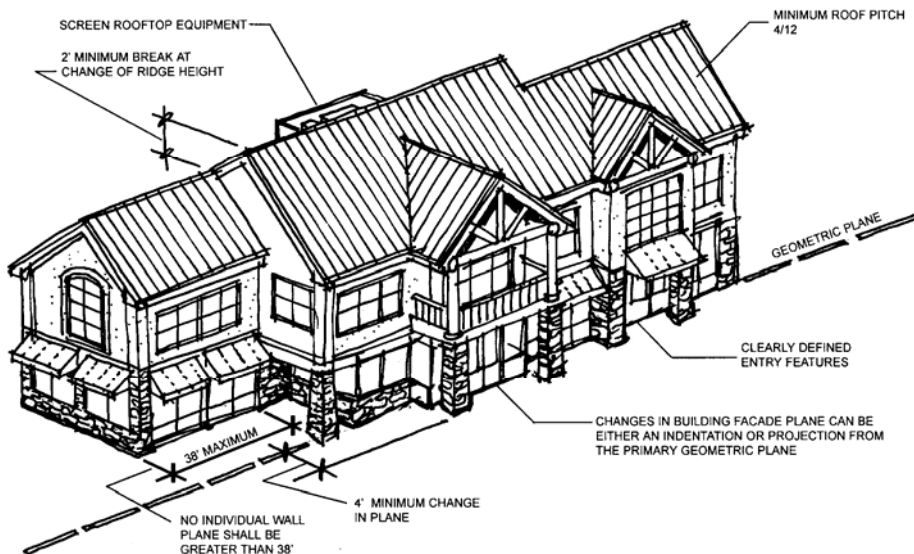 SCREEN ROOFTOP EQUIPMENT
2' MINIMUM BREAK AT
CHANGE OF RIDGE HEIGHT
MINIMUM ROOF PITCH
4/12
GEOMETRIC PLANE
CLEARLY DEFINED
ENTRY FEATURES
CHANGES IN BUILDING FACADE PLANE CAN BE
EITHER AN INDENTATION OR PROJECTION FROM
THE PRIMARY GEOMETRIC PLANE
38' MAXIMUM
4' MINIMUM CHANGE
IN PLANE
NO INDIVIDUAL WALL
PLANE SHALL BE
GREATER THAN 38'